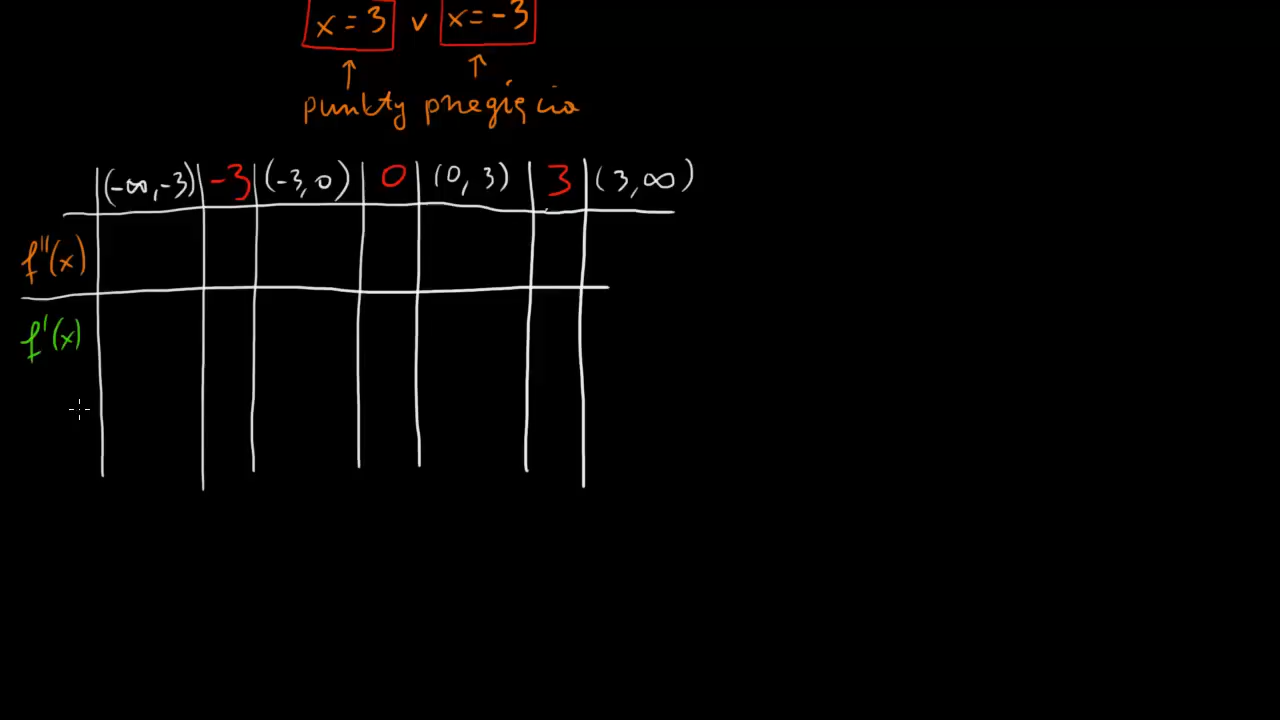 x = 3 v x = -3
↑ ↑
punkty przegięcia
(-∞, -3) -3 (-3, 0) 0 (0, 3) 3 (3, ∞)
f''(x)
f'(x)